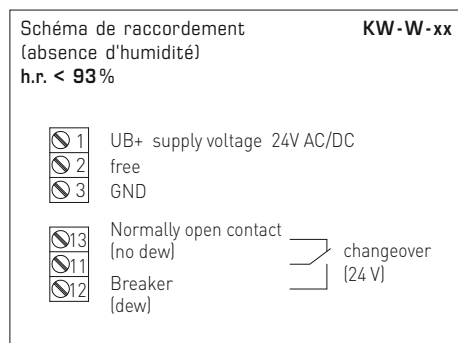 Schéma de raccordement KW-W-xx
(absence d'humidité)
h.r. < 93%
1 UB+ supply voltage 24V AC/DC
2 free
3 GND
13 Normally open contact
(no dew)
11
12 Breaker
(dew)
changeover
(24 V)